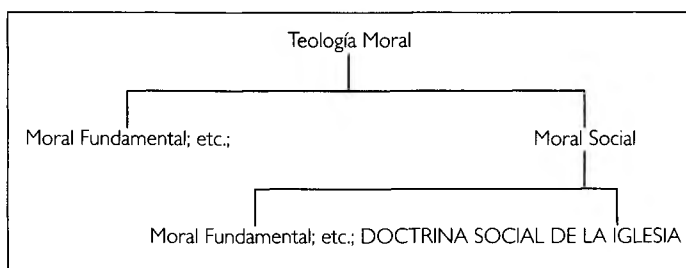 Teología Moral
Moral Fundamental; etc.; Moral Social
Moral Fundamental; etc.; DOCTRINA SOCIAL DE LA IGLESIA